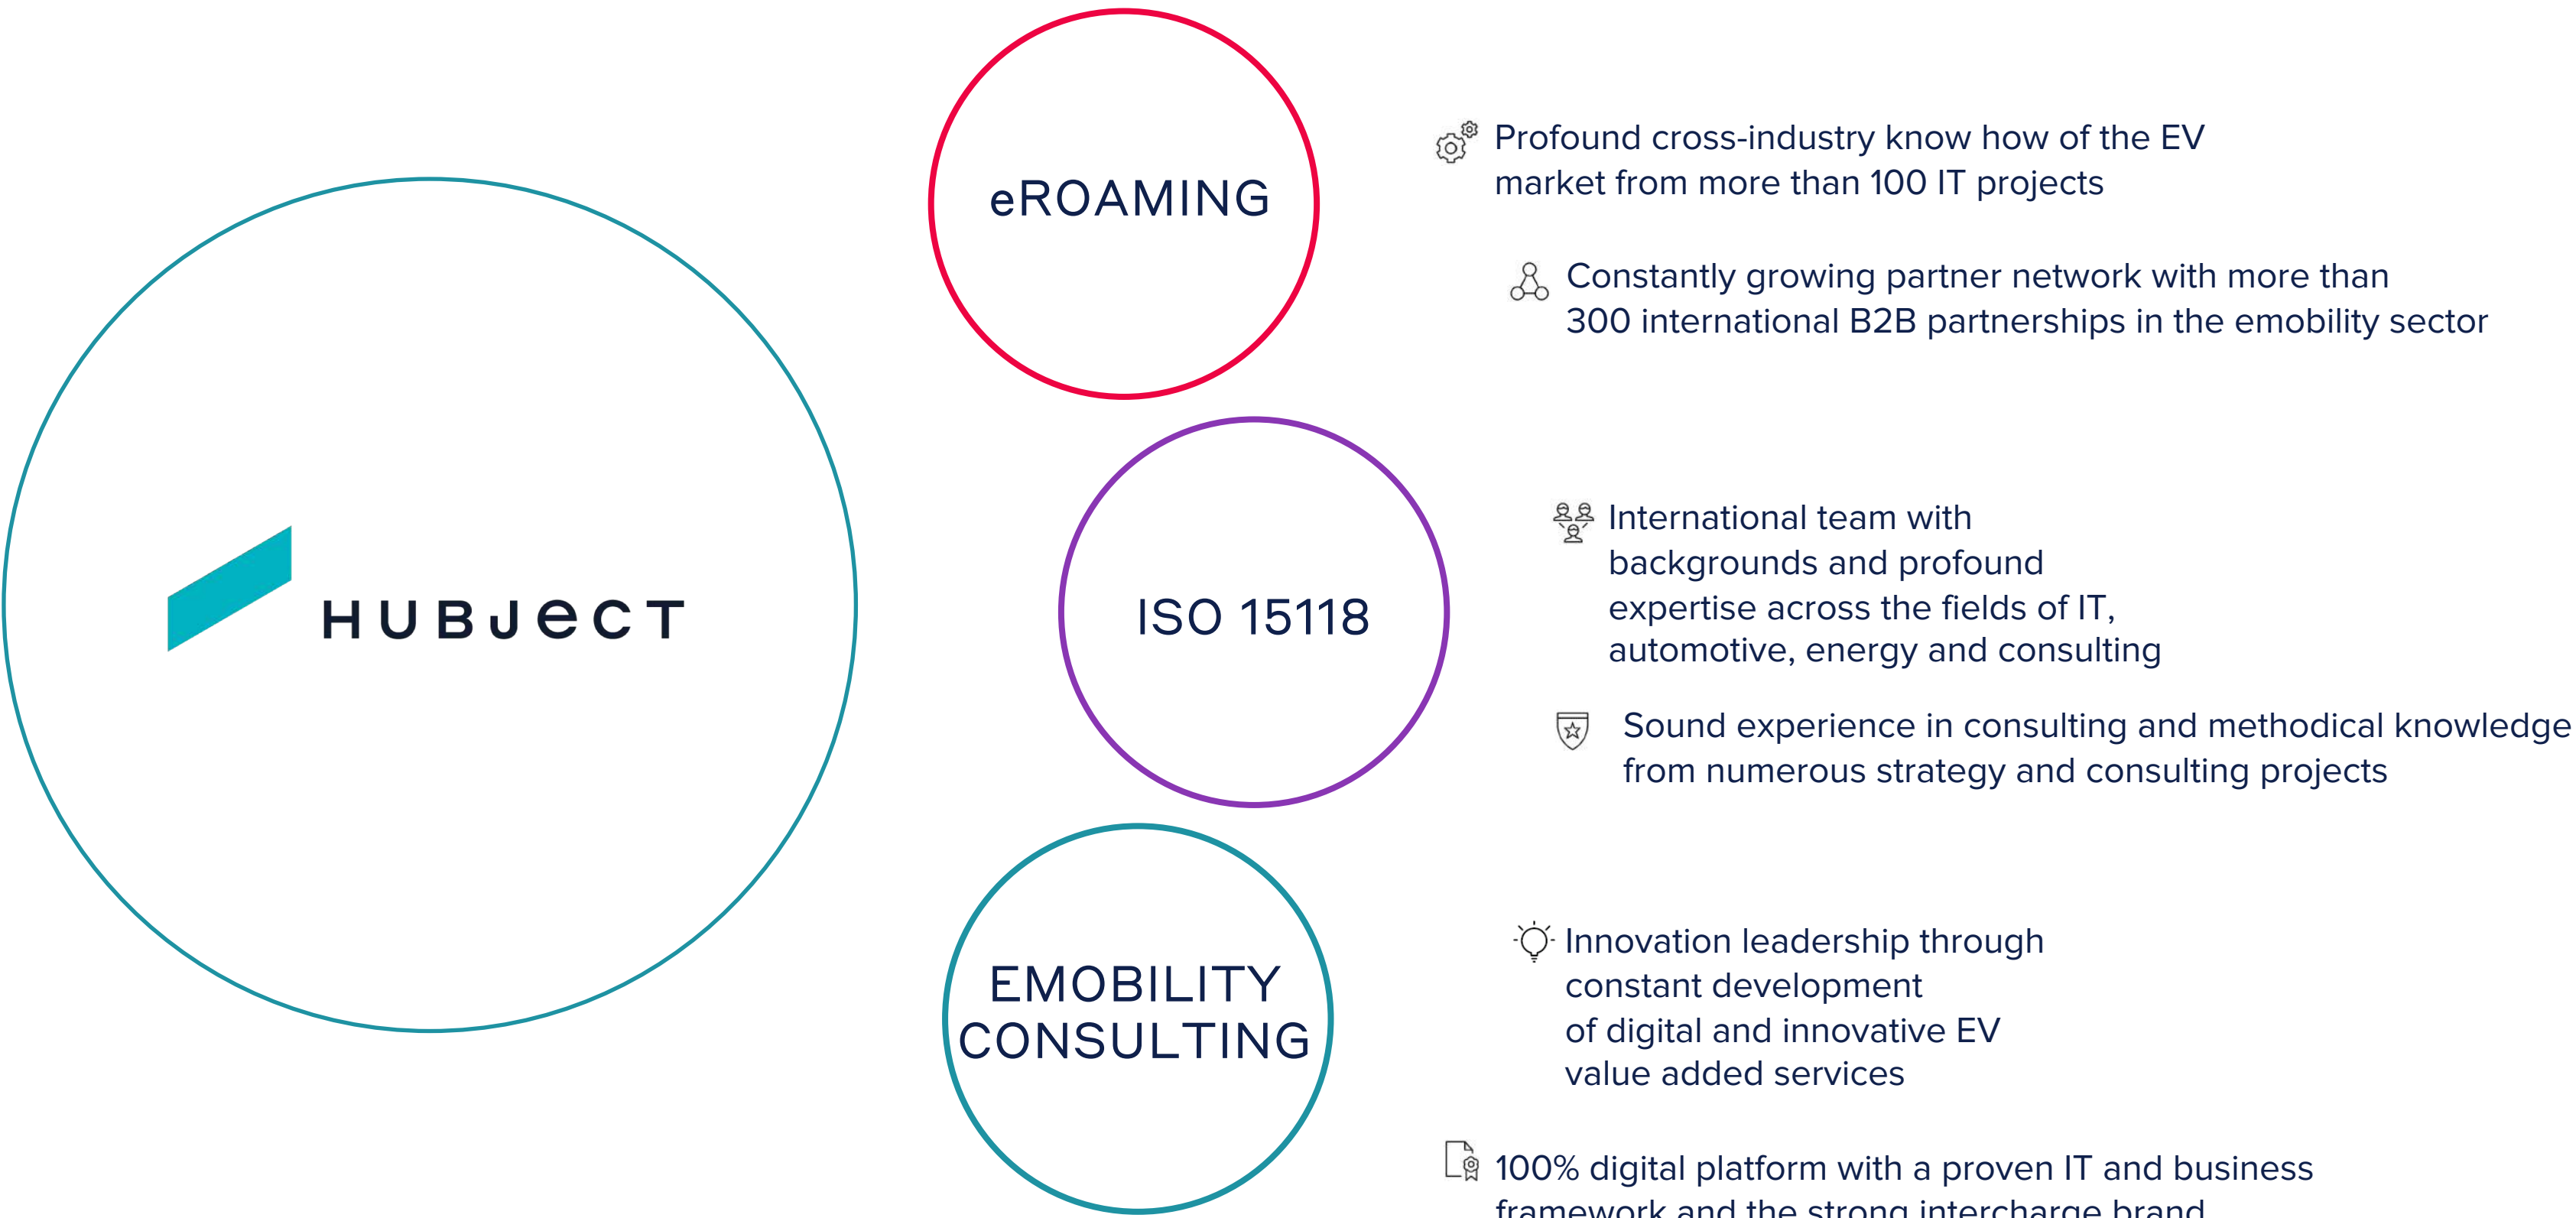 HUBJECT
eROAMING
ISO 15118
EMOBILITY
CONSULTING
Profound cross-industry know how of the EV
market from more than 100 IT projects
Constantly growing partner network with more than
300 international B2B partnerships in the emobility sector
International team with
backgrounds and profound
expertise across the fields of IT,
automotive, energy and consulting
Sound experience in consulting and methodical knowledge
from numerous strategy and consulting projects
Innovation leadership through
constant development
of digital and innovative EV
value added services
100% digital platform with a proven IT and business
framework and the strong intercharge brand